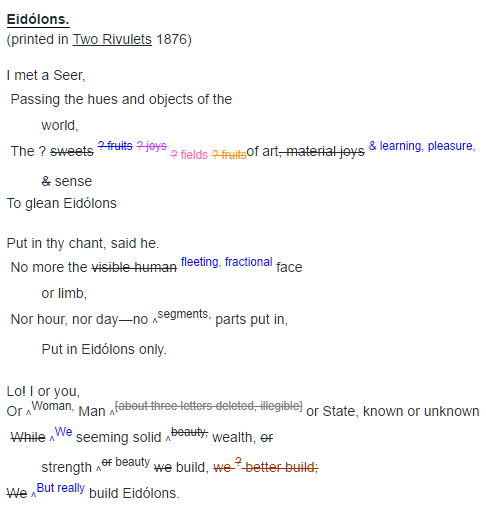 Eidólons.
(printed in Two Rivulets 1876)
I met a Seer,
Passing the hues and objects of the
world,
The ? sweets ? fruits ? joys ? fields ? fruits of art, material joys & learning, pleasure,
& sense
To glean Eidólons
Put in thy chant, said he.
No more the visible human fleeting, fractional face
or limb,
Nor hour, nor day—no ^segments, parts put in,
Put in Eidólons only.
Lo! I or you,
Or ^Woman, Man ^[about three letters deleted, illegible] or State, known or unknown
While ^We seeming solid ^beauty, wealth, or
strength ^or beauty we build, we ? better build;
We ^But really build Eidólons.